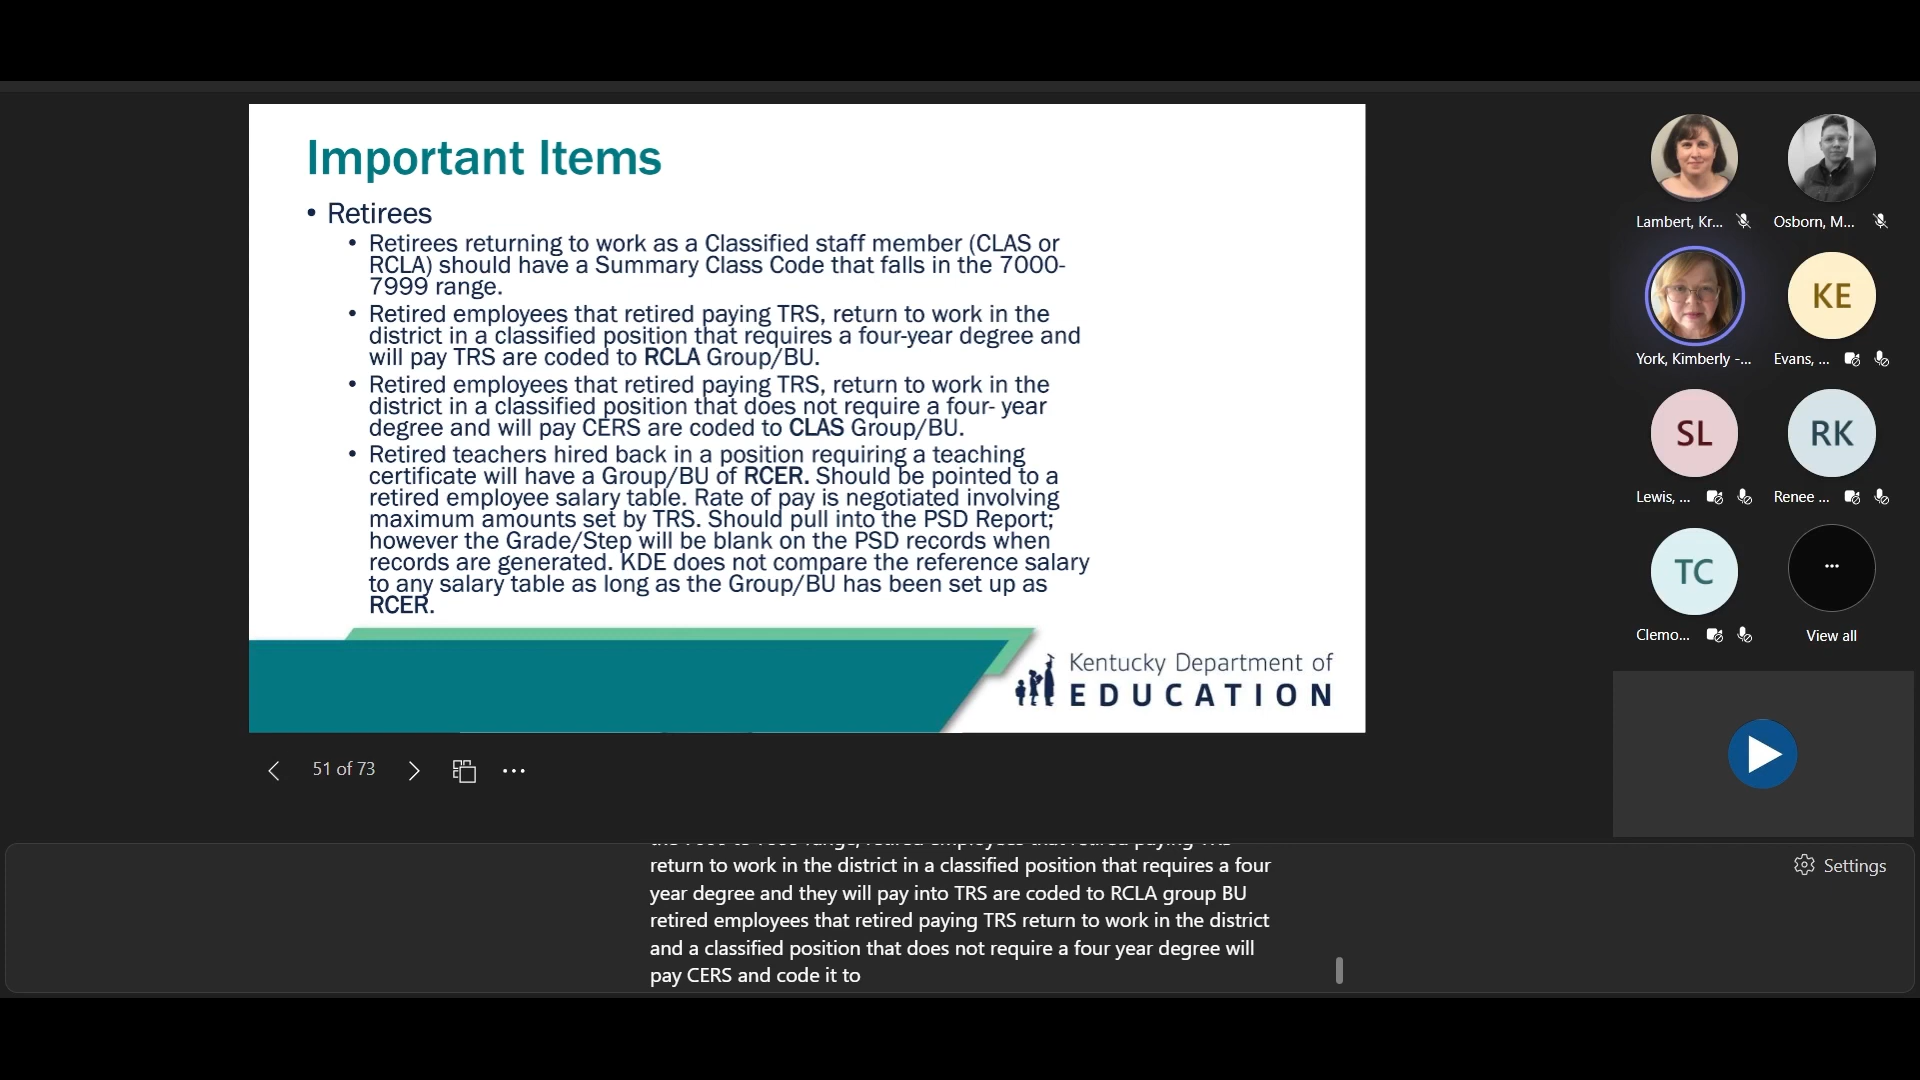 Important Items
• Retirees
• Retirees returning to work as a Classified staff member (CLAS or
RCLA) should have a Summary Class Code that falls in the 7000-
7999 range.
• Retired employees that retired paying TRS, return to work in the
district in a classified position that requires a four-year degree and
will pay TRS are coded to RCLA Group/BU.
• Retired employees that retired paying TRS, return to work in the
district in a classified position that does not require a four- year
degree and will pay CERS are coded to CLAS Group/BU.
• Retired teachers hired back in a position requiring a teaching
certificate will have a Group/BU of RCER. Should be pointed to a
retired employee salary table. Rate of pay is negotiated involving
maximum amounts set by TRS. Should pull into the PSD Report;
however the Grade/Step will be blank on the PSD records when
records are generated. KDE does not compare the reference salary
to any salary table as long as the Group/BU has been set up as
RCER.
Kentucky Department of
EDUCATION
51 of 73
Lambert, Kr...
Osborn, M...
York, Kimberly -...
KE
Evans, ...
SL
Lewis, ...
RK
Renee ...
TC
Clemo...
...
View all
return to work in the district in a classified position that requires a four
year degree and they will pay into TRS are coded to RCLA group BU
retired employees that retired paying TRS return to work in the district
and a classified position that does not require a four year degree will
pay CERS and code it to
Settings